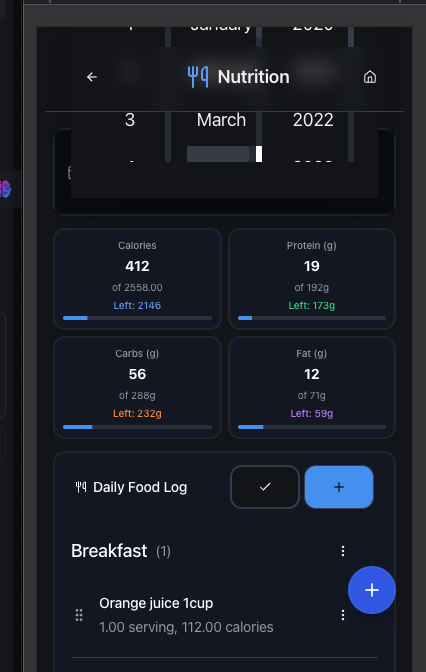 January
Nutrition
3 March 2022
Calories Protein (g)
412 19
of 2558.00 of 192g
Left: 2146 Left: 173g
Carbs (g) Fat (g)
56 12
of 288g of 71g
Left: 232g Left: 59g
Daily Food Log
Breakfast (1)
Orange juice 1cup
1.00 serving, 112.00 calories